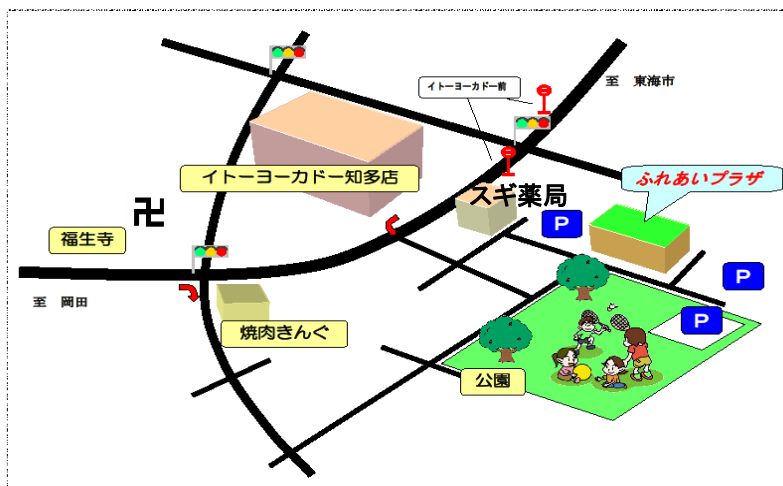 イトーヨーカドー前
至 東海市
ふれあいプラザ
イトーヨーカドー知多店
スギ薬局
卍
福生寺
P
P
P
至 岡田
焼肉きんぐ
公園